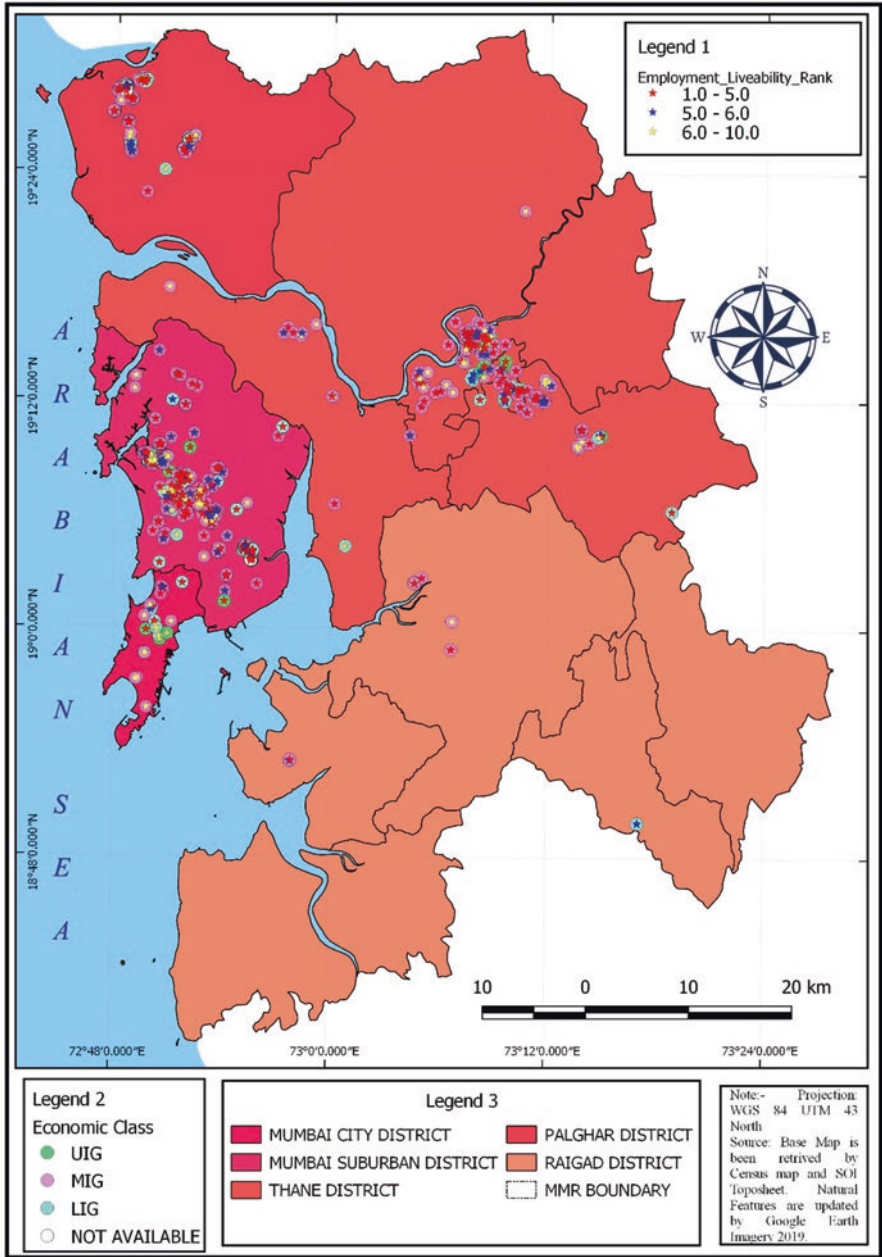 Legend 1
Employment_Liveability_Rank
1.0 - 5.0
5.0 - 6.0
6.0 - 10.0
19°24'0.000"N
19°12'0.000"N
19°0'0.000"N
18°48'0.000"N
N
W E
S
A
R
A
B
I
A
N
S
E
A
10 0 10 20 km
72°48'0.000"E 73°0'0.000"E 73°12'0.000"E 73°24'0.000"E
Legend 2
Economic Class
UIG
MIG
LIG
NOT AVAILABLE
Legend 3
MUMBAI CITY DISTRICT
MUMBAI SUBURBAN DISTRICT
THANE DISTRICT
PALGHAR DISTRICT
RAIGAD DISTRICT
MMR BOUNDARY
Note:- Projection:
WGS 84 UTM 43
North
Source: Base Map is
been retrived by
Census map and SOI
Toposheet. Natural
Features are updated
by Google Earth
Imagery 2019.